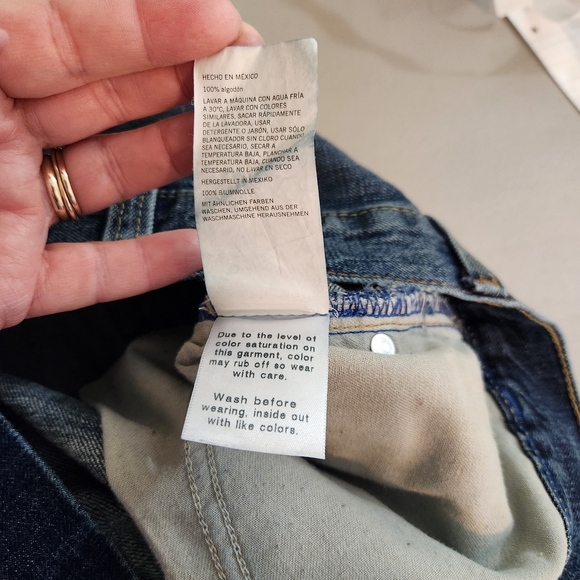 HECHO EN MÉXICO
100% algodón
LAVAR A MÁQUINA CON AGUA FRÍA
A 30°C, LAVAR CON COLORES
SIMILARES, SACAR RÁPIDAMENTE
DE LA LAVADORA, USAR
DETERGENTE O JABÓN, USAR SÓLO
BLANQUEADOR SIN CLORO CUANDO
SEA NECESARIO, SECAR A
TEMPERATURA BAJA, PLANCHAR A
TEMPERATURA BAJA, CUANDO SEA
NECESARIO, NO LAVAR EN SECO
HERGESTELLT IN MEXIKO
100% BAUMWOLLE
MIT ÄHNLICHEN FARBEN
WASCHEN, UMGEHEND AUS DER
WASCHMASCHINE HERAUSNEHMEN
Due to the level of
color saturation on
this garment, color
may rub off so wear
with care.
Wash before
wearing, inside out
with like colors.